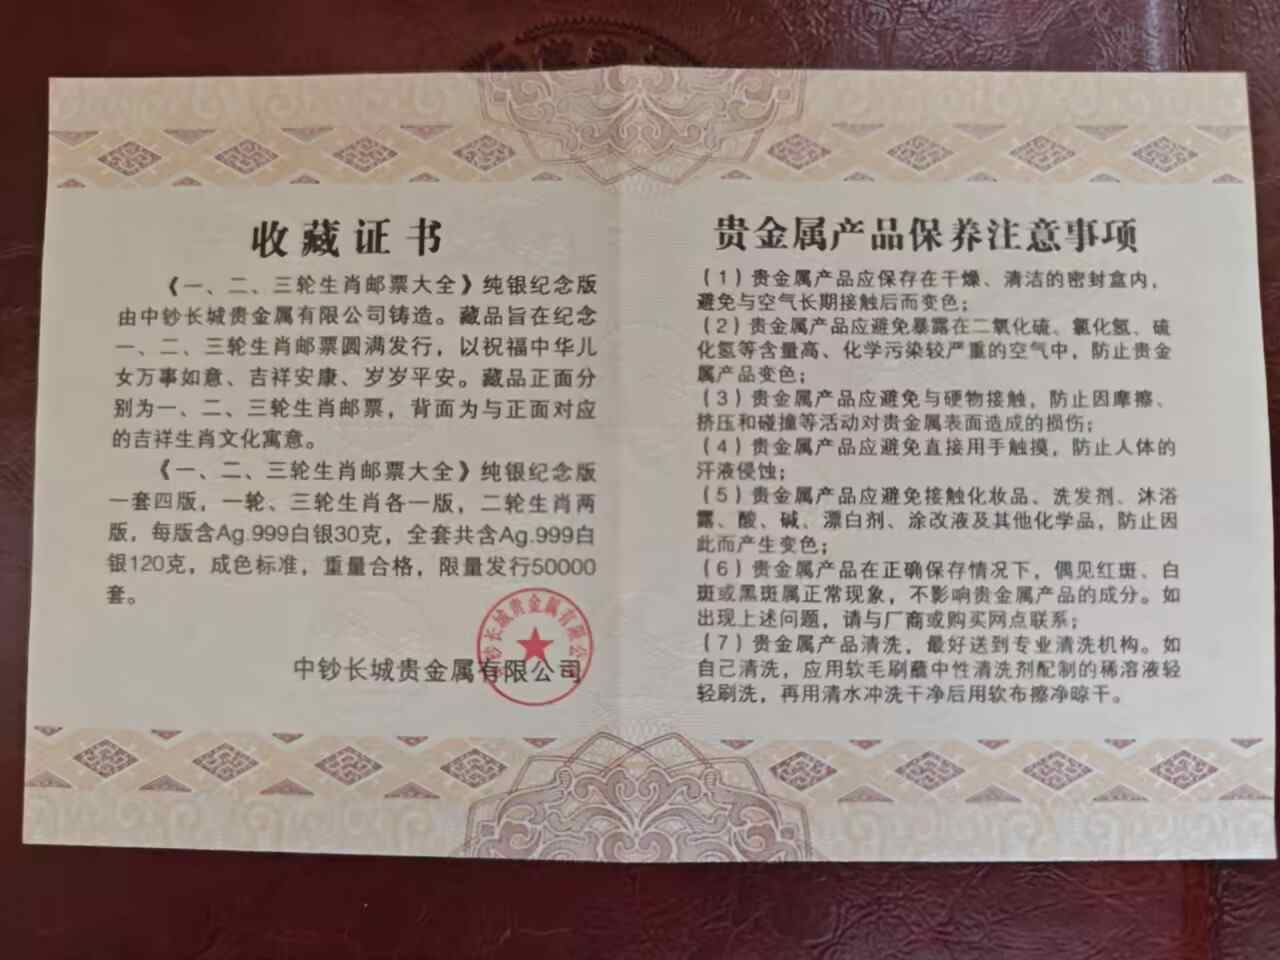 收藏证书
《一、二、三轮生肖邮票大全》纯银纪念版
由中钞长城贵金属有限公司铸造。藏品旨在纪念
一、二、三轮生肖邮票圆满发行，以祝福中华儿
女万事如意、吉祥安康、岁岁平安。藏品正面分
别为一、二、三轮生肖邮票，背面为与正面对应
的吉祥生肖文化寓意。
《一、二、三轮生肖邮票大全》纯银纪念版
一套四版，一轮、三轮生肖各一版，二轮生肖两
版，每版含Ag.999白银30克，全套共含Ag.999白
银120克，成色标准，重量合格，限量发行50000
套。
中钞长城贵金属有限公司
中钞长城贵金属有限公司
贵金属产品保养注意事项
（1）贵金属产品应保存在干燥、清洁的密封盒内，
避免与空气长期接触后而变色；
（2）贵金属产品应避免暴露在二氧化硫、氯化氢、硫
化氢等含量高、化学污染较严重的空气中，防止贵金
属产品变色；
（3）贵金属产品应避免与硬物接触，防止因摩擦、
挤压和碰撞等活动对贵金属表面造成的损伤；
（4）贵金属产品应避免直接用手触摸，防止人体的
汗液侵蚀；
（5）贵金属产品应避免接触化妆品、洗发剂、沐浴
露、酸、碱、漂白剂、涂改液及其他化学品，防止因
此而产生变色；
（6）贵金属产品在正确保存情况下，偶见红斑、白
斑或黑斑属正常现象，不影响贵金属产品的成分。如
出现上述问题，请与厂商或购买网点联系；
（7）贵金属产品清洗，最好送到专业清洗机构。如
自己清洗，应用软毛刷蘸中性清洗剂配制的稀溶液轻
轻刷洗，再用清水冲洗干净后用软布擦净晾干。